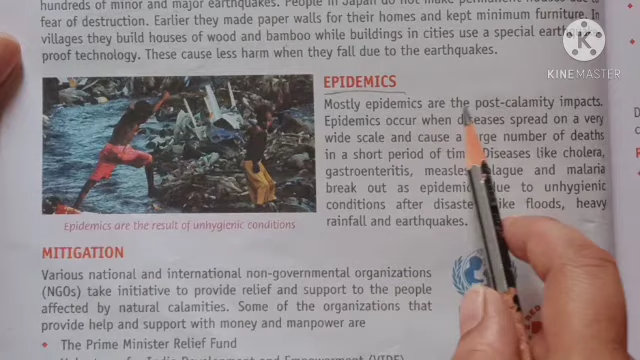 hundreds of minor and major earthquakes. People in Japan do not make permanent houses due to
fear of destruction. Earlier they made paper walls for their homes and kept minimum furniture. In
villages they build houses of wood and bamboo while buildings in cities use a special earthquake
proof technology. These cause less harm when they fall due to the earthquakes.
KINEMASTER
EPIDEMICS
Mostly epidemics are the post-calamity impacts.
Epidemics occur when diseases spread on a very
wide scale and cause a large number of deaths
in a short period of time. Diseases like cholera,
gastroenteritis, measles, plague and malaria
break out as epidemic due to unhygienic
conditions after disaster like floods, heavy
rainfall and earthquakes.
Epidemics are the result of unhygienic conditions
MITIGATION
Various national and international non-governmental organizations
(NGOs) take initiative to provide relief and support to the people
affected by natural calamities. Some of the organizations that
provide help and support with money and manpower are
The Prime Minister Relief Fund